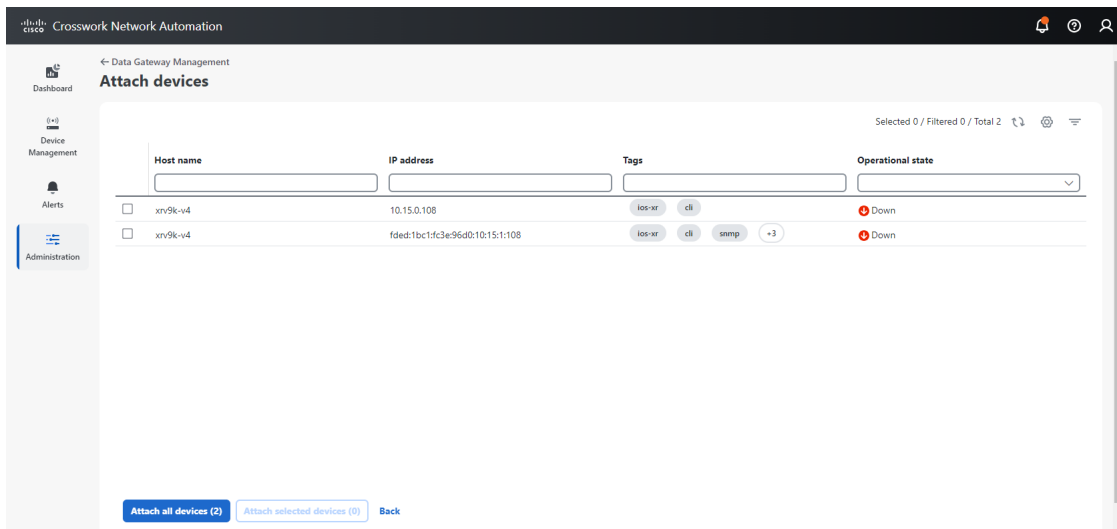 cisco Crosswork Network Automation
Dashboard
Device
Management
Alerts
Administration
← Data Gateway Management
Attach devices
Selected 0 / Filtered 0 / Total 2
Host name IP address Tags Operational state
xrv9k-v4 10.15.0.108 ios-xr cli Down
xrv9k-v4 fded:1bc1:fc3e:96d0:10:15:1:108 ios-xr cli snmp +3 Down
Attach all devices (2) Attach selected devices (0) Back